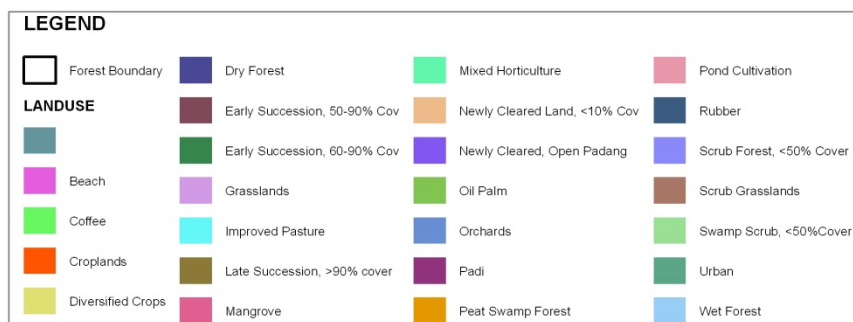 LEGEND
Forest Boundary
LANDUSE
Beach
Coffee
Croplands
Diversified Crops
Dry Forest
Early Succession, 50-90% Cov
Early Succession, 60-90% Cov
Grasslands
Improved Pasture
Late Succession, >90% cover
Mangrove
Mixed Horticulture
Newly Cleared Land, <10% Cov
Newly Cleared, Open Padang
Oil Palm
Orchards
Padi
Peat Swamp Forest
Pond Cultivation
Rubber
Scrub Forest, <50% Cover
Scrub Grasslands
Swamp Scrub, <50%Cover
Urban
Wet Forest